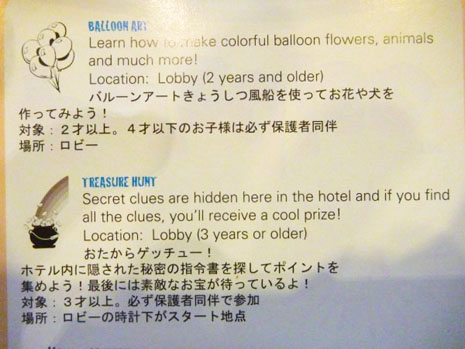 BALLOON ART
Learn how to make colorful balloon flowers, animals
and much more!
Location: Lobby (2 years and older)
バルーンアートきょうしつ風船を使ってお花や犬を
作ってみよう！
対象：２才以上。４才以下のお子様は必ず保護者同伴
場所：ロビー
TREASURE HUNT
Secret clues are hidden here in the hotel and if you find
all the clues, you'll receive a cool prize!
Location: Lobby (3 years or older)
おたからゲッチュー！
ホテル内に隠された秘密の指令書を探してポイントを
集めよう！最後には素敵なお宝が待っているよ！
対象：３才以上。必ず保護者同伴で参加
場所：ロビーの時計下がスタート地点